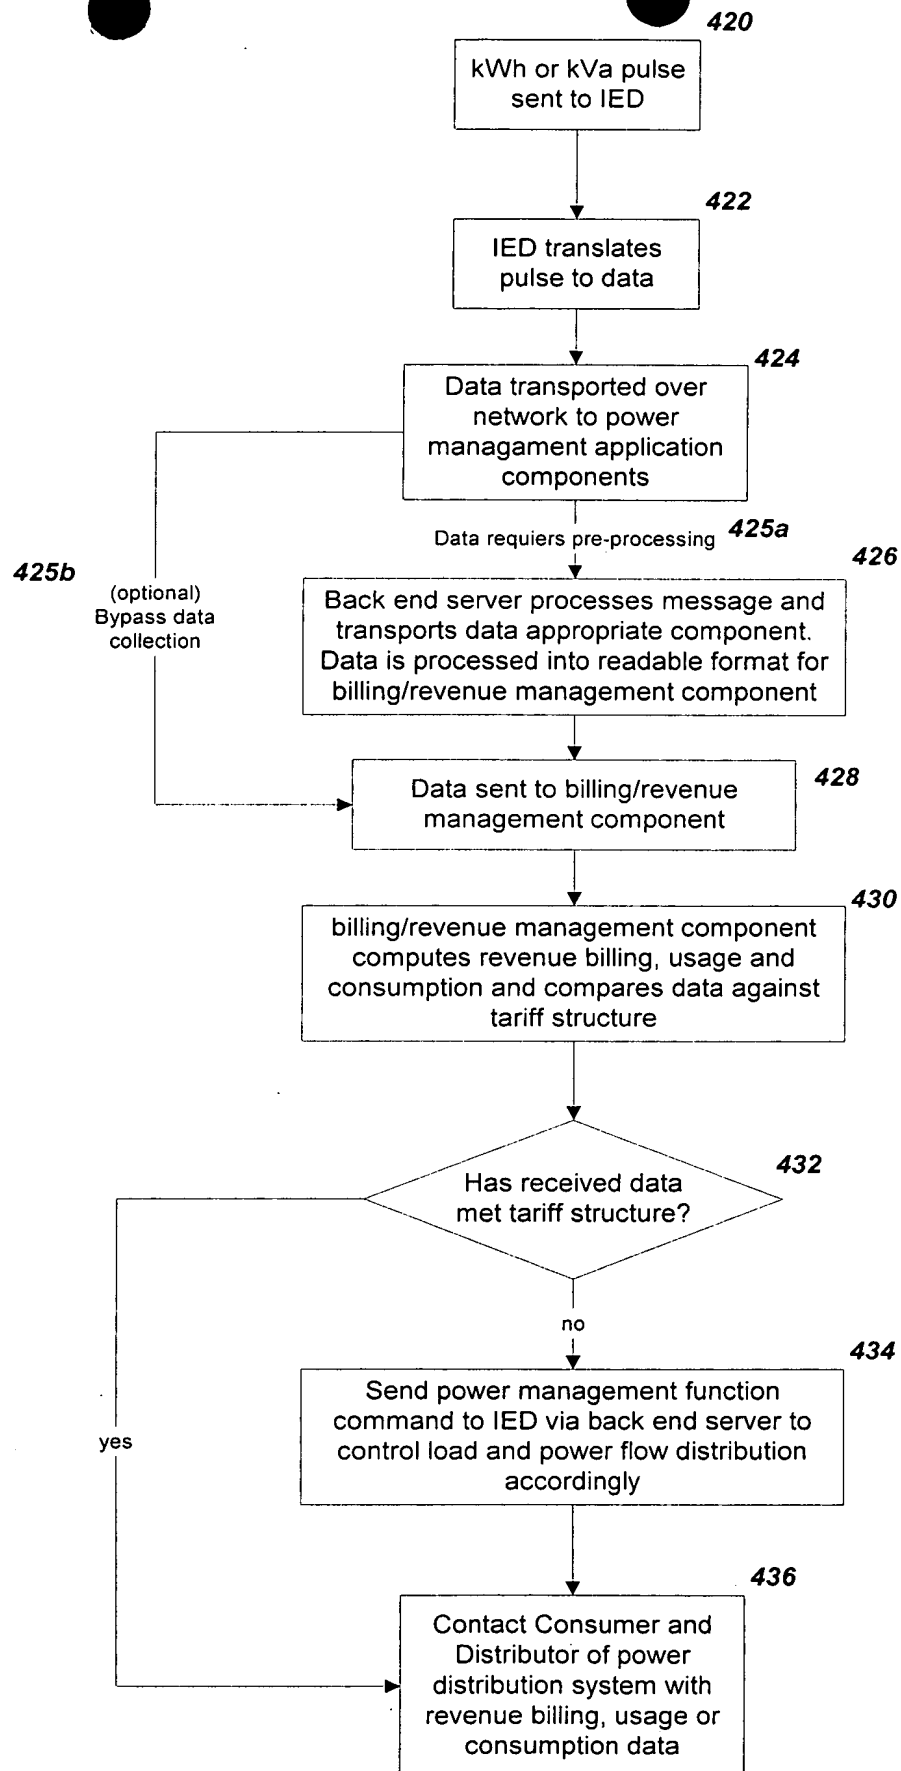 420
kWh or kVa pulse
sent to IED
422
IED translates
pulse to data
424
Data transported over
network to power
managament application
components
Data requiers pre-processing 425a
425b
(optional)
Bypass data
collection
426
Back end server processes message and
transports data appropriate component.
Data is processed into readable format for
billing/revenue management component
428
Data sent to billing/revenue
management component
430
billing/revenue management component
computes revenue billing, usage and
consumption and compares data against
tariff structure
432
Has received data
met tariff structure?
no
434
Send power management function
command to IED via back end server to
control load and power flow distribution
accordingly
yes
436
Contact Consumer and
Distributor of power
distribution system with
revenue billing, usage or
consumption data